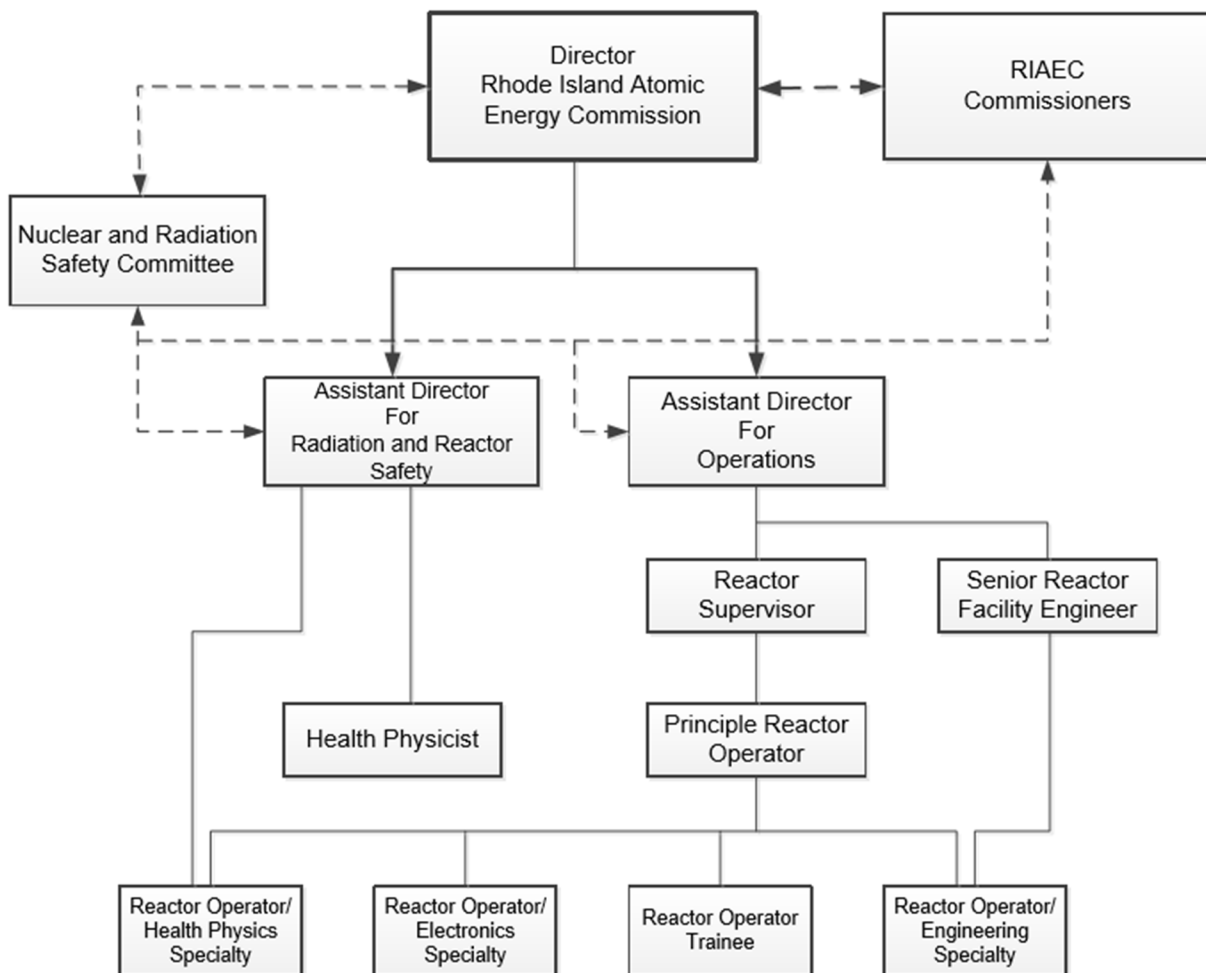 Director
Rhode Island Atomic
Energy Commission
RIAEC
Commissioners
Nuclear and Radiation
Safety Committee
Assistant Director
For
Radiation and Reactor
Safety
Assistant Director
For
Operations
Reactor
Supervisor
Senior Reactor
Facility Engineer
Health Physicist
Principle Reactor
Operator
Reactor Operator/
Health Physics
Specialty
Reactor Operator/
Electronics
Specialty
Reactor Operator
Trainee
Reactor Operator/
Engineering
Specialty